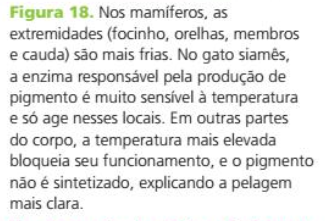 Figura 18. Nos mamíferos, as
extremidades (focinho, orelhas, membros
e cauda) são mais frias. No gato siamês,
a enzima responsável pela produção de
pigmento é muito sensível à temperatura
e só age nesses locais. Em outras partes
do corpo, a temperatura mais elevada
bloqueia seu funcionamento, e o pigmento
não é sintetizado, explicando a pelagem
mais clara.